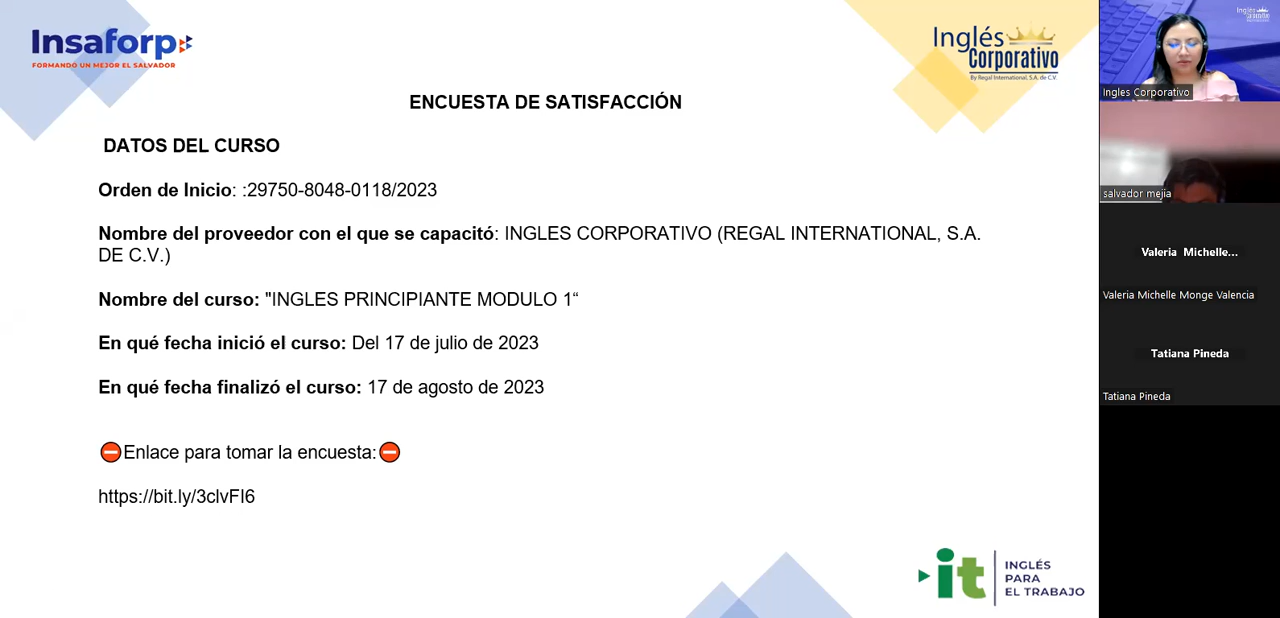 Insaforp
FORMANDO UN MEJOR EL SALVADOR
Inglés
Corporativo
By Regal International, S.A. de C.V.
ENCUESTA DE SATISFACCIÓN
DATOS DEL CURSO
Orden de Inicio: :29750-8048-0118/2023
Nombre del proveedor con el que se capacitó: INGLES CORPORATIVO (REGAL INTERNATIONAL, S.A.
DE C.V.)
Nombre del curso: "INGLES PRINCIPIANTE MODULO 1“
En qué fecha inició el curso: Del 17 de julio de 2023
En qué fecha finalizó el curso: 17 de agosto de 2023
⛔Enlace para tomar la encuesta:⛔
https://bit.ly/3clvFI6
it
INGLÉS
PARA
EL TRABAJO
Ingles Corporativo
salvador mejia
Valeria Michelle...
Valeria Michelle Monge Valencia
Tatiana Pineda
Tatiana Pineda